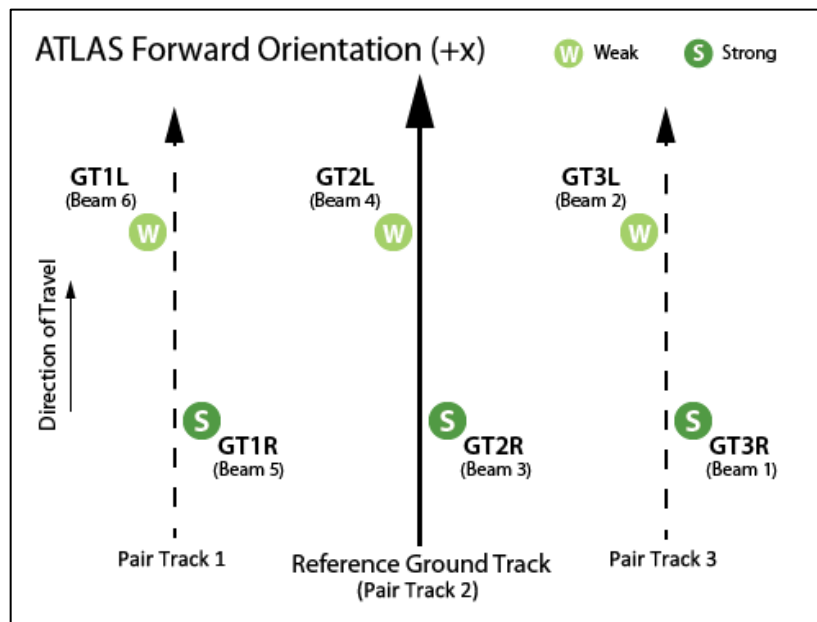 ATLAS Forward Orientation (+x)
W Weak
S Strong
GT1L
(Beam 6)
W
GT2L
(Beam 4)
W
GT3L
(Beam 2)
W
Direction of Travel
S
GT1R
(Beam 5)
S
GT2R
(Beam 3)
S
GT3R
(Beam 1)
Pair Track 1
Reference Ground Track
(Pair Track 2)
Pair Track 3